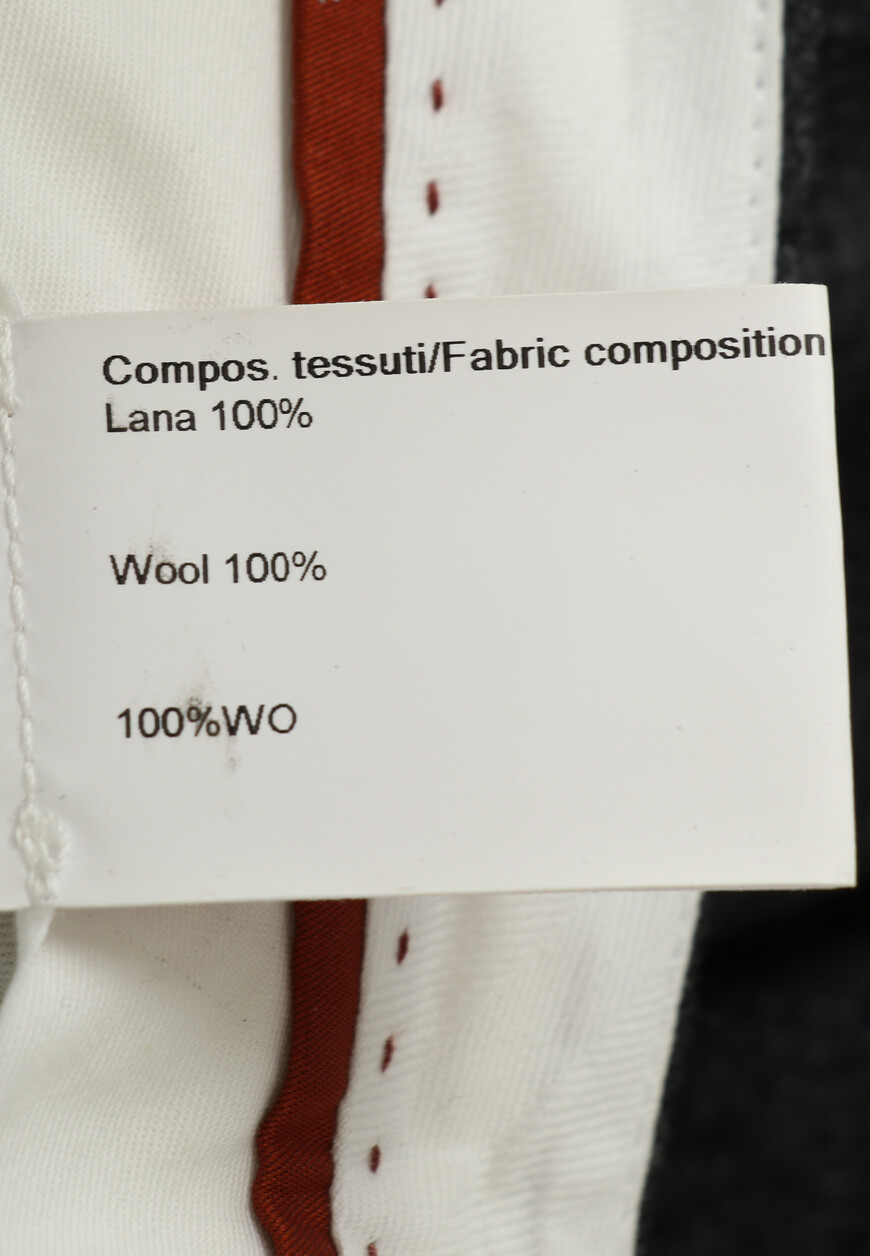 Compos. tessuti/Fabric composition
Lana 100%
Wool 100%
100%WO